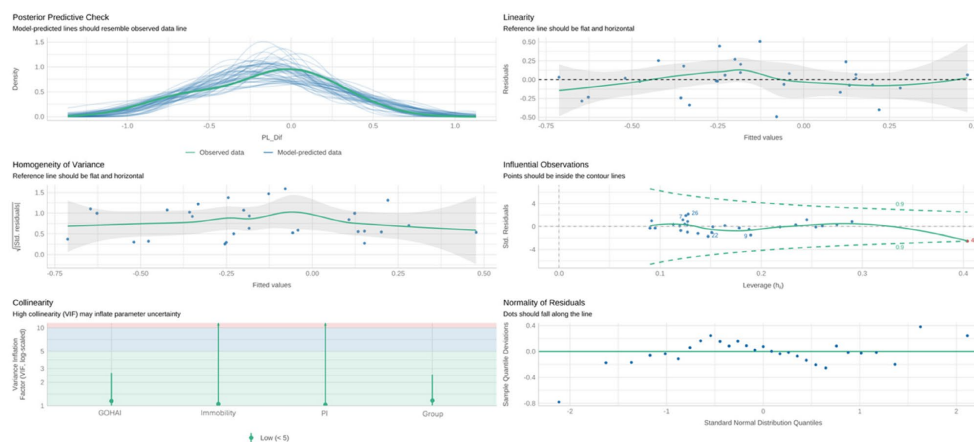 Posterior Predictive Check
Model-predicted lines should resemble observed data line
1.5
1.0
0.5
0.0
Density
-1.0
-0.5
0.0
0.5
1.0
PL_Dif
Observed data
Model-predicted data
Linearity
Reference line should be flat and horizontal
0.50
0.25
0.00
-0.25
-0.50
Residuals
-0.75
-0.50
-0.25
0.00
0.25
Fitted values
Homogeneity of Variance
Reference line should be flat and horizontal
1.5
1.0
0.5
0.0
√|Std. residuals|
-0.75
-0.50
-0.25
0.00
0.25
0.50
Fitted values
Influential Observations
Points should be inside the contour lines
4
0
-4
Std. Residuals
0.9
0.9
7
26
22
9
4
0.0
0.1
0.2
0.3
0.4
Leverage (hᵢᵢ)
Collinearity
High collinearity (VIF) may inflate parameter uncertainty
10
5
3
2
1
Variance Inflation
Factor (VIF, log-scaled)
GOHAI
Immobility
PI
Group
Low (< 5)
Normality of Residuals
Dots should fall along the line
0.4
0.0
-0.4
-0.8
Sample Quantile Deviations
-2
-1
0
1
2
Standard Normal Distribution Quantiles